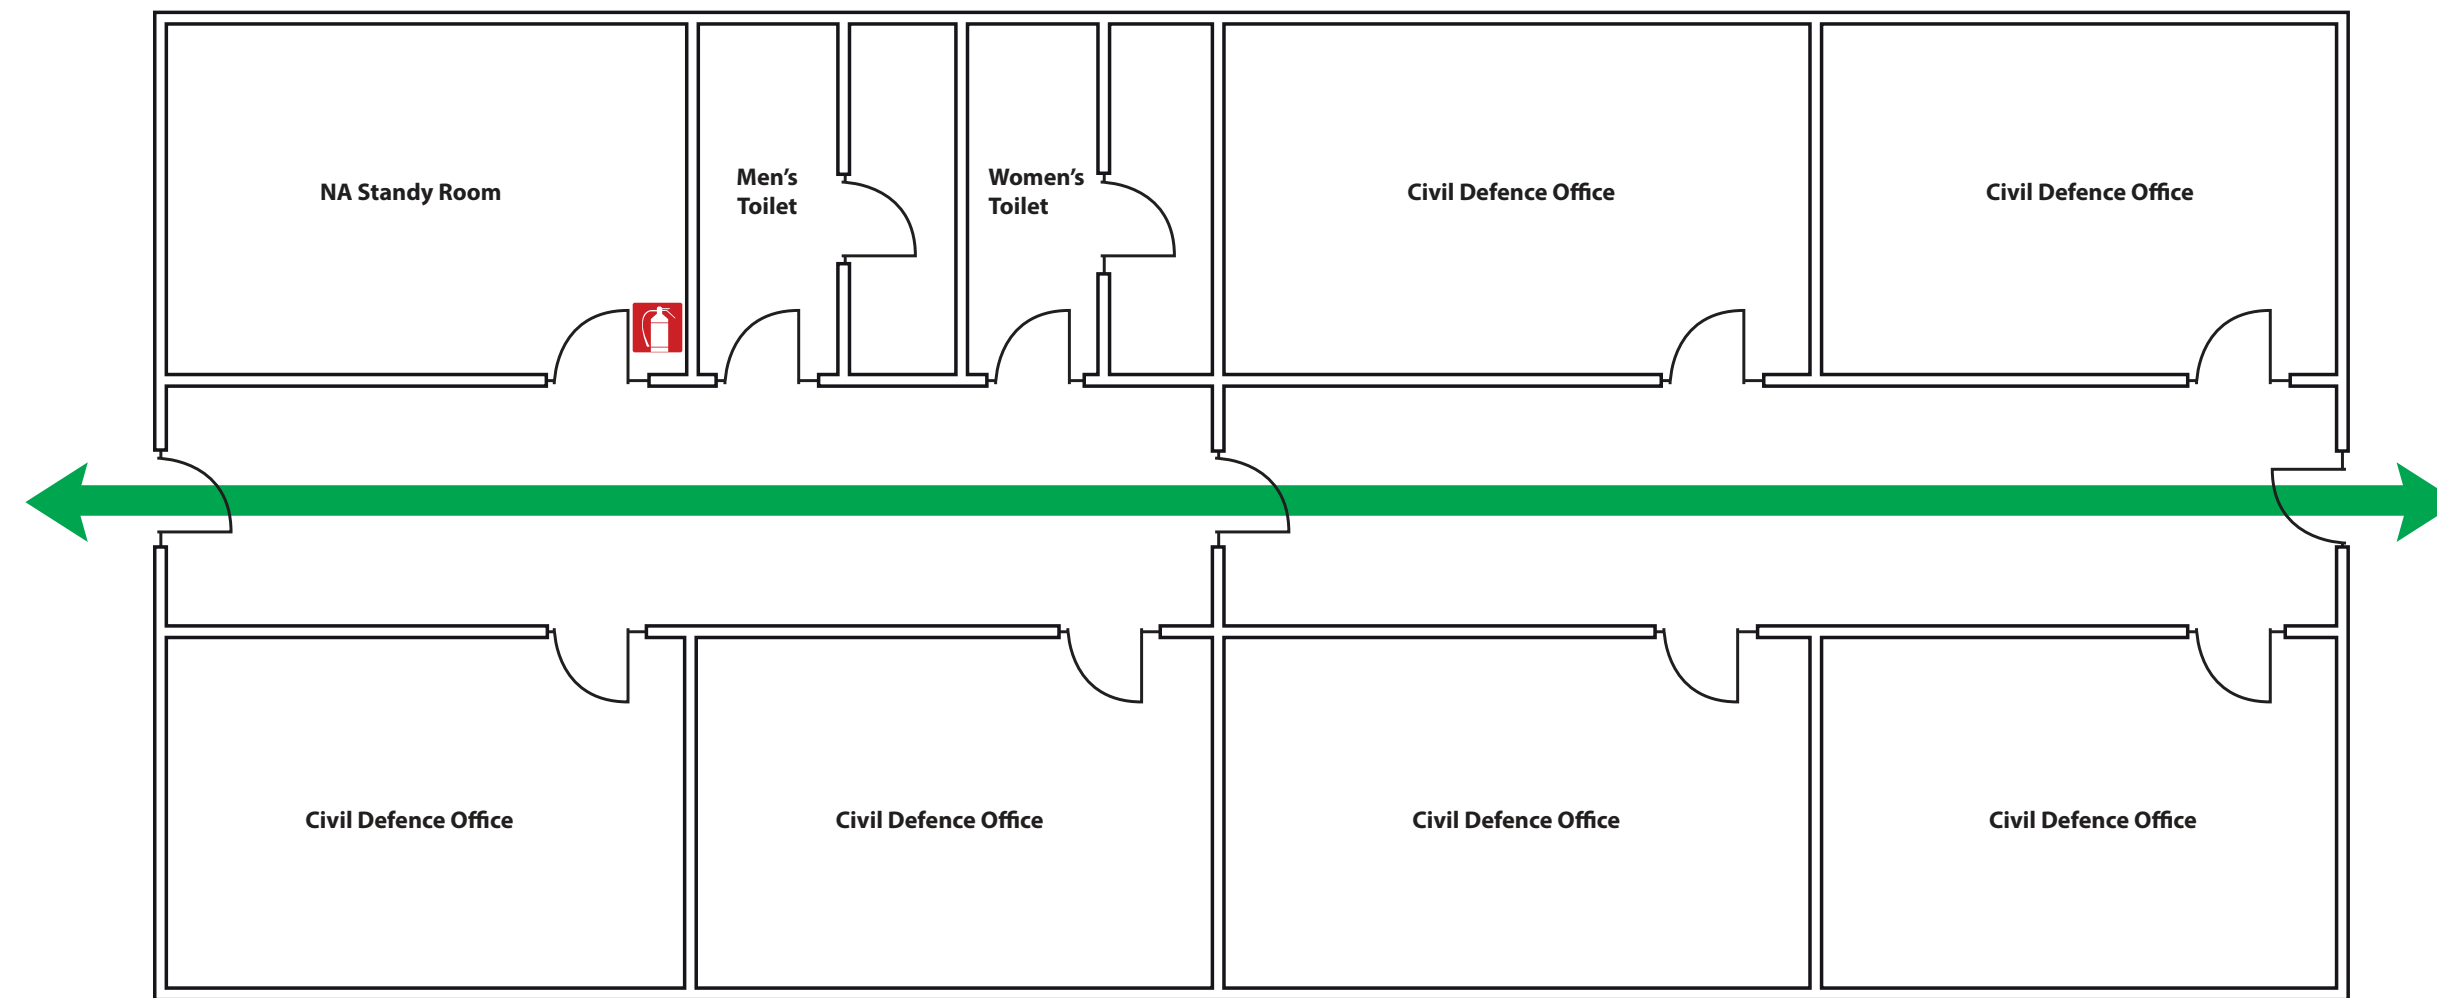 NA Standy Room
Men’s
Toilet
Women’s
Toilet
Civil Defence Office
Civil Defence Office
Civil Defence Office
Civil Defence Office
Civil Defence Office
Civil Defence Office